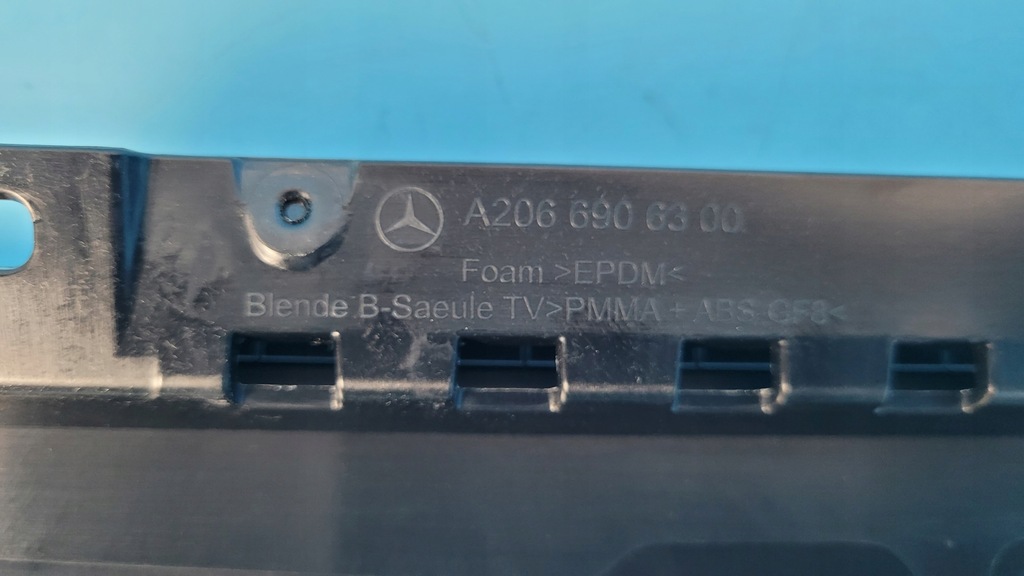 A206 690 63 00
Foam >EPDM<
Blende B-Saeule TV>PMMA + ABS GF8<